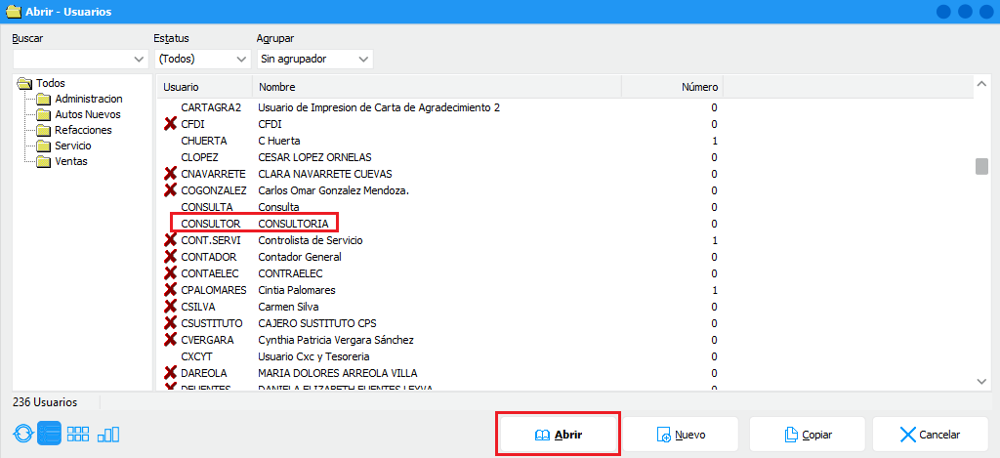 Abrir - Usuarios
Buscar Estatus Agrupar
(Todos) Sin agrupador
Todos
Administracion
Autos Nuevos
Refacciones
Servicio
Ventas
Usuario Nombre Número
CARTAGRA2 Usuario de Impresion de Carta de Agradecimiento 2 0
CFDI CFDI 0
CHUERTA C Huerta 1
CLOPEZ CESAR LOPEZ ORNELAS 0
CNAVARRETE CLARA NAVARRETE CUEVAS 0
COGONZALEZ Carlos Omar Gonzalez Mendoza. 0
CONSULTA Consulta 0
CONSULTOR CONSULTORIA 0
CONT.SERVI Controlista de Servicio 1
CONTADOR Contador General 0
CONTAELEC CONTRAELEC 0
CPALOMARES Cintia Palomares 1
CSILVA Carmen Silva 0
CSUSTITUTO CAJERO SUSTITUTO CPS 0
CVERGARA Cynthia Patricia Vergara Sánchez 0
CXCYT Usuario Cxc y Tesoreria 0
DAREOLA MARIA DOLORES ARREOLA VILLA 0
DFUENTES DANIELA ELIZABETH FUENTES LEYVA 0
236 Usuarios
Abrir Nuevo Copiar Cancelar